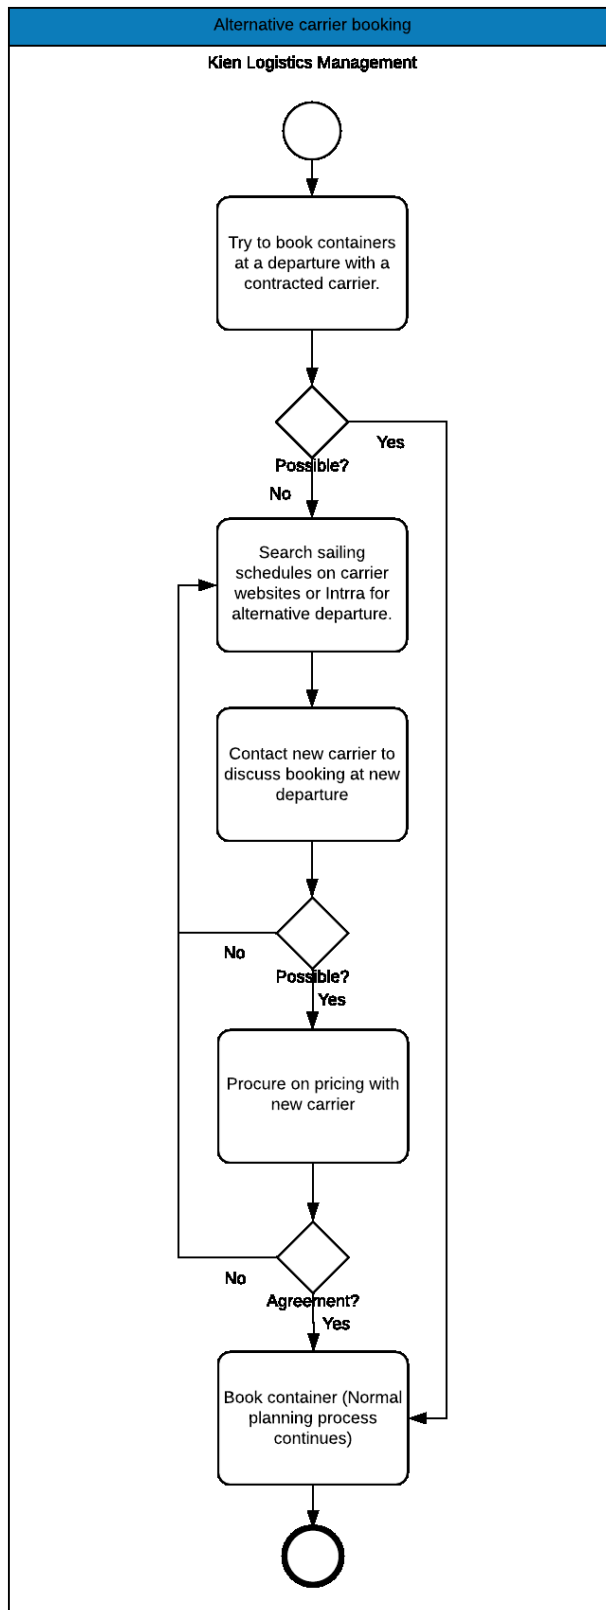 Alternative carrier booking
Kien Logistics Management
Try to book containers
at a departure with a
contracted carrier.
Yes
Possible?
No
Search sailing
schedules on carrier
websites or Intrra for
alternative departure.
Contact new carrier to
discuss booking at new
departure
No
Possible?
Yes
Procure on pricing with
new carrier
No
Agreement?
Yes
Book container (Normal
planning process
continues)